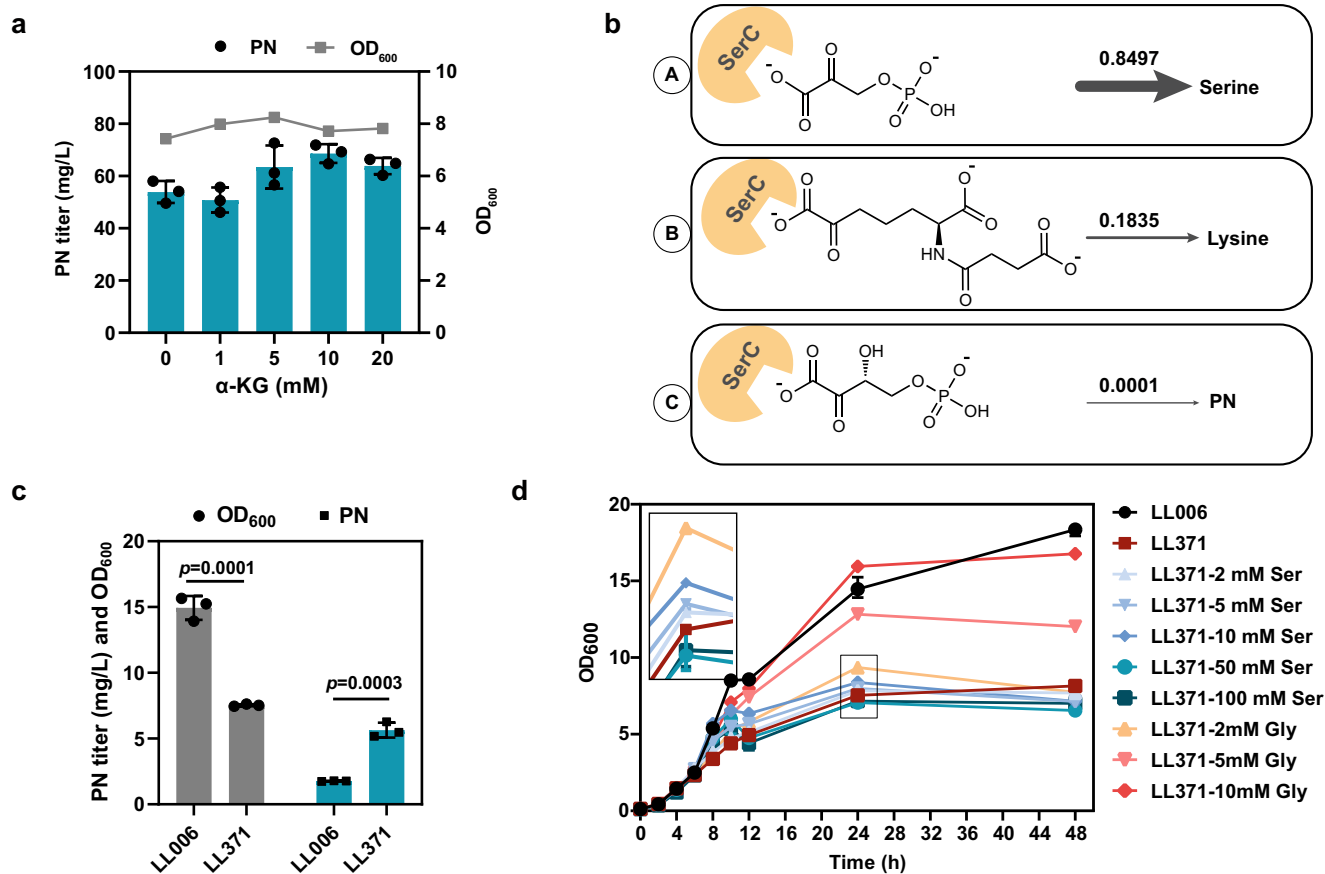 a
PN OD600
PN titer (mg/L)
100
80
60
40
20
0
10
8
6
4
2
0
OD600
0 1 5 10 20
α-KG (mM)
b
A
SerC
O
-
O
O
O
P
O
-
O
OH
0.8497
Serine
B
SerC
O
-
O
O
O
-
O
HN
O
O
O
-
0.1835
Lysine
C
SerC
O
-
O
O
OH
O
P
O
-
O
OH
0.0001
PN
c
OD600 PN
PN titer (mg/L) and OD600
20
15
10
5
0
p=0.0001
p=0.0003
LL006
LL371
LL006
LL371
d
OD600
20
15
10
5
0
0 4 8 12 16 20 24 28 32 36 40 44 48
Time (h)
LL006
LL371
LL371-2 mM Ser
LL371-5 mM Ser
LL371-10 mM Ser
LL371-50 mM Ser
LL371-100 mM Ser
LL371-2mM Gly
LL371-5mM Gly
LL371-10mM Gly